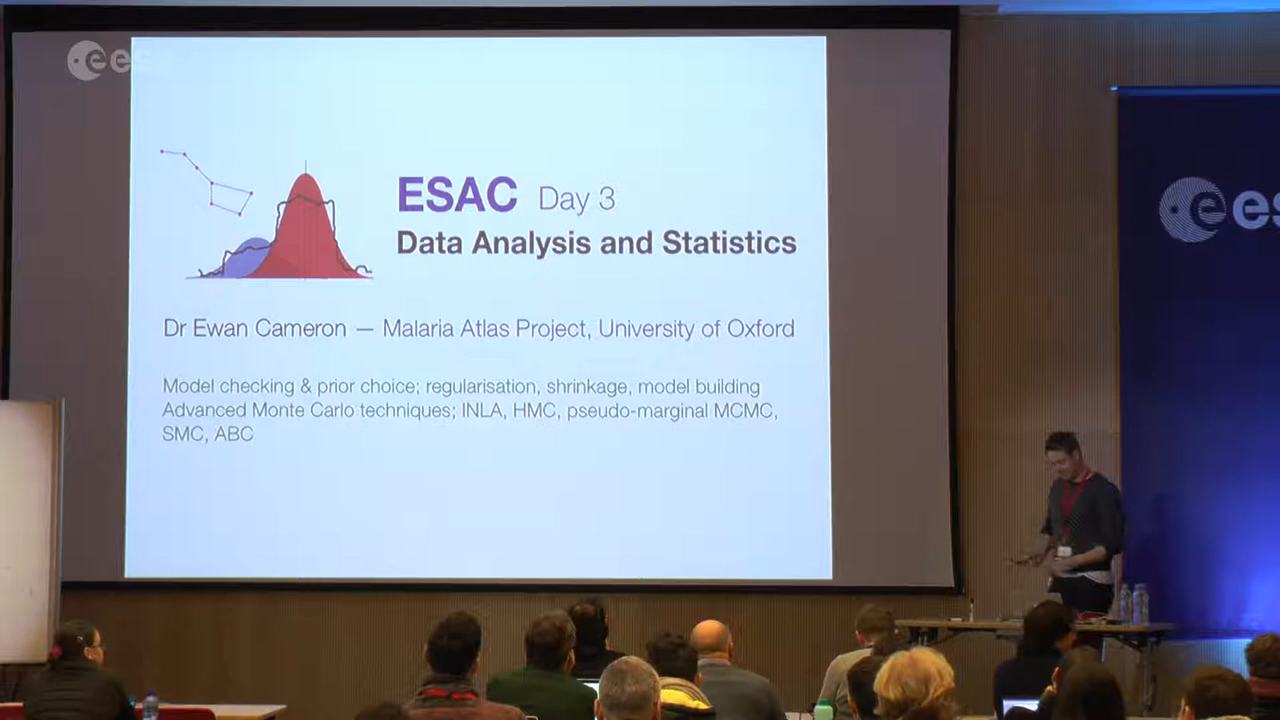 ESAC Day 3
Data Analysis and Statistics
Dr Ewan Cameron — Malaria Atlas Project, University of Oxford
Model checking & prior choice; regularisation, shrinkage, model building
Advanced Monte Carlo techniques; INLA, HMC, pseudo-marginal MCMC,
SMC, ABC